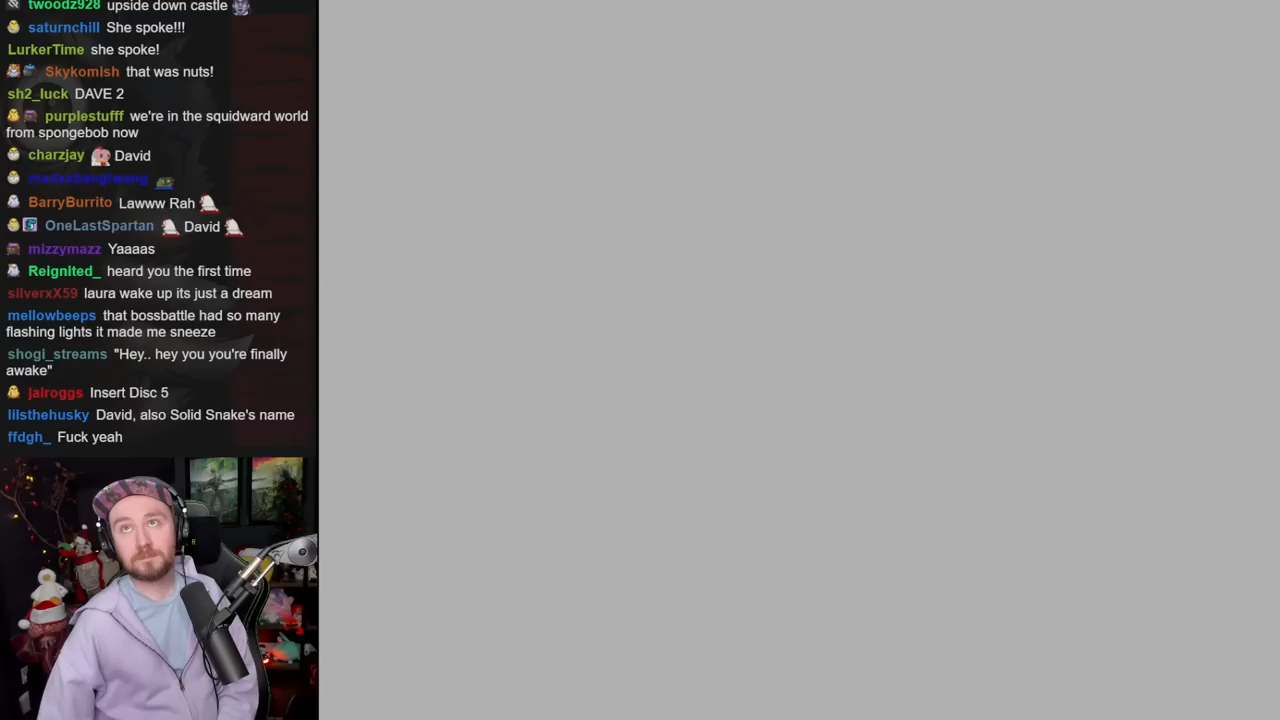 twoodz928 upside down castle
saturnchill She spoke!!!
LurkerTime she spoke!
Skykomish that was nuts!
sh2_luck DAVE 2
purplestufff we're in the squidward world
from spongebob now
charzjay David
madxxbangtwang
BarryBurrito Lawww Rah
OneLastSpartan David
mizzymazz Yaaaas
Reignited_ heard you the first time
silverxX59 laura wake up its just a dream
mellowbeeps that bossbattle had so many
flashing lights it made me sneeze
shogi_streams "Hey.. hey you you're finally
awake"
jalroggs Insert Disc 5
lilsthehusky David, also Solid Snake's name
ffdgh_ Fuck yeah